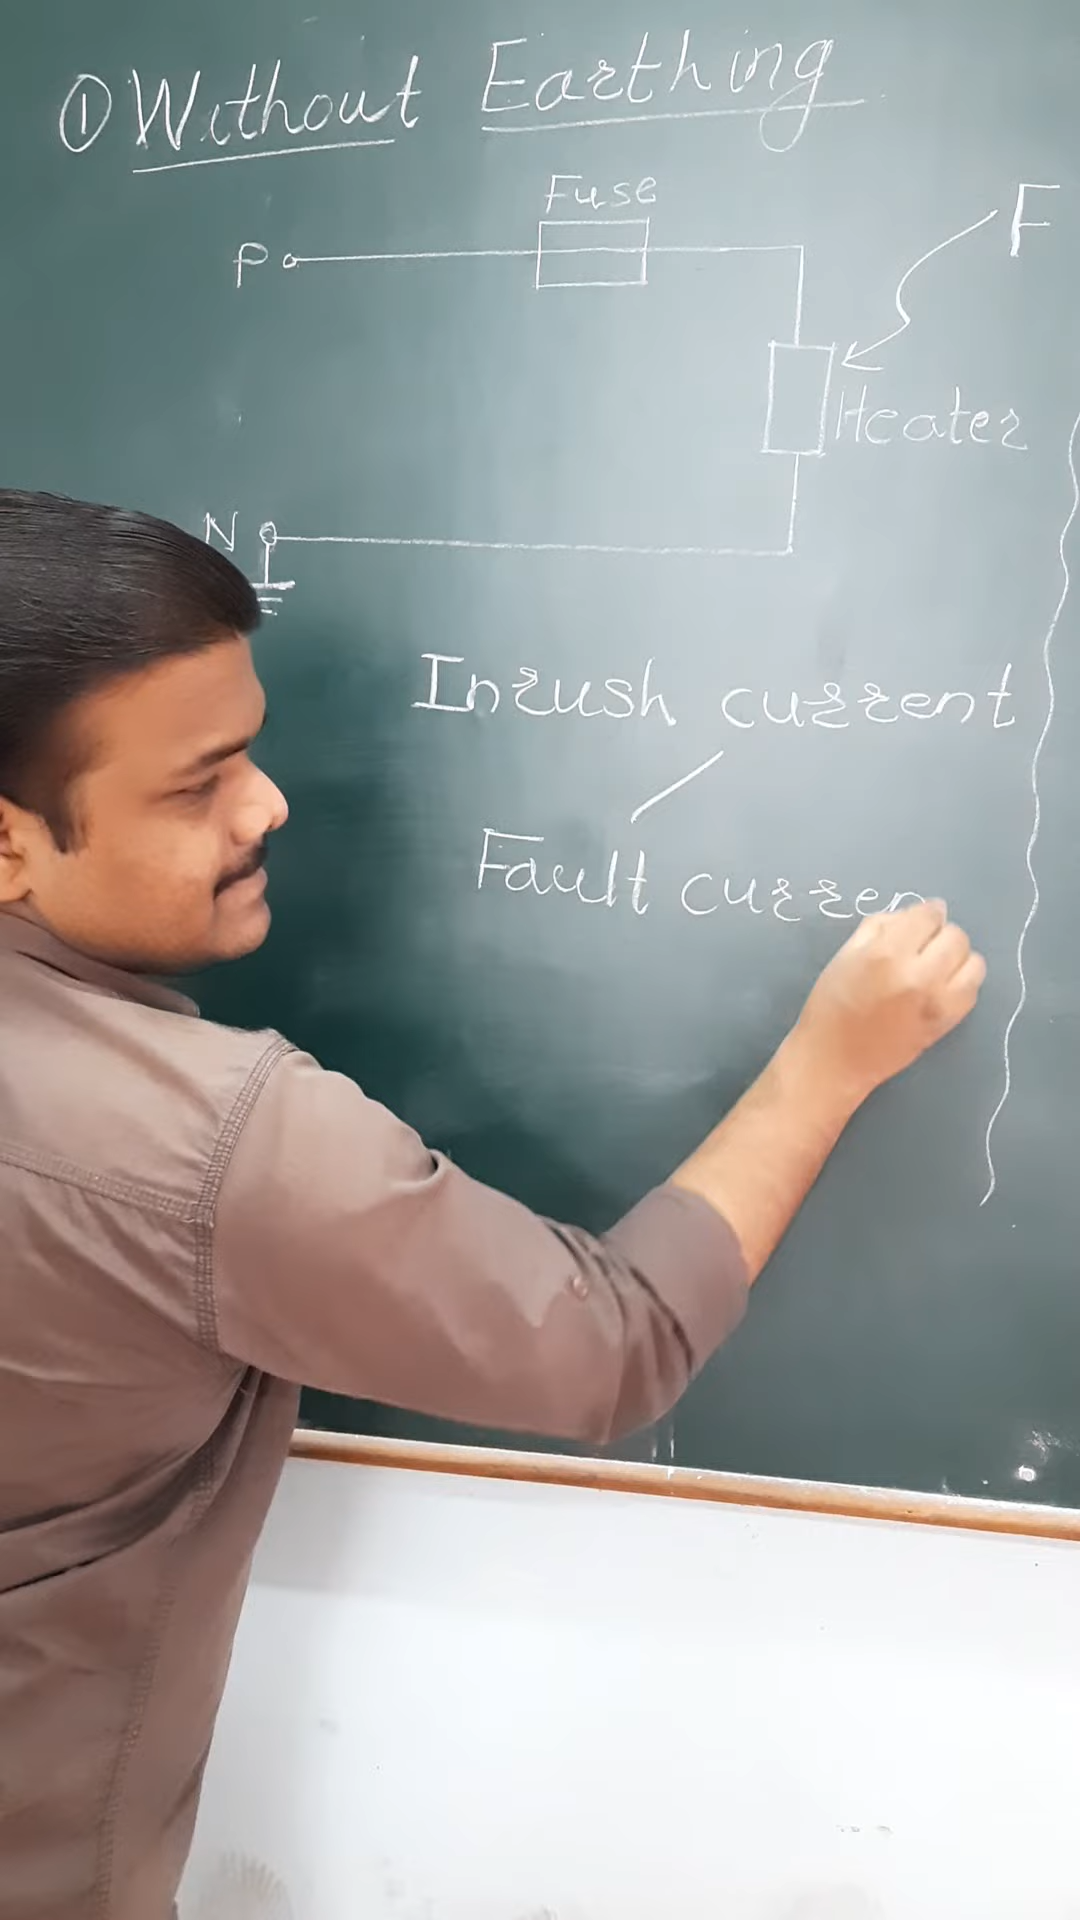 ① Without Earthing
Fuse
P
F
Heater
N
Inrush current
/
Fault curren